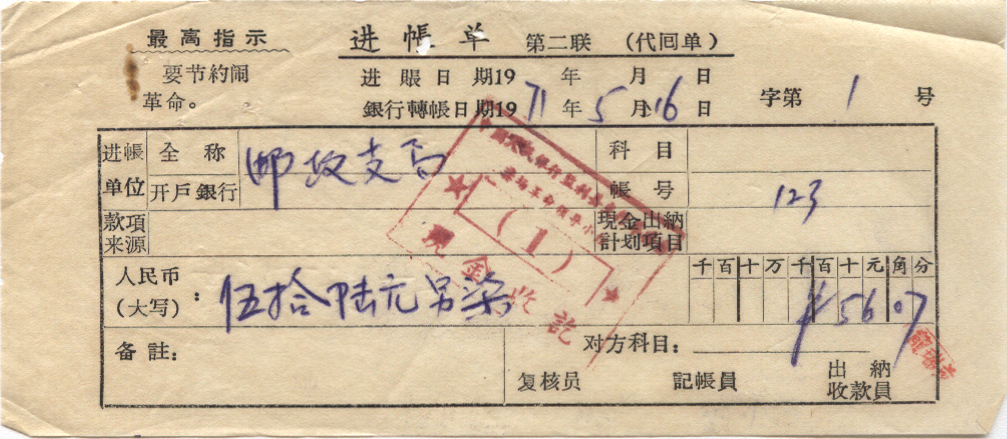 最高指示
要节約閙
革命。
进帳单 第二联 (代回单)
进賬日期19 年 月 日
銀行轉帳日期1971年5月16日
字第 1 号
进帳单位 全称 邮政支局 科目
开戶銀行 帳号 123
款項来源 現金出納計划項目
人民币(大写): 伍拾陆元另柒
千百十万千百十元角分
¥5607
(1)
現金收訖
备註: 对方科目:
复核员 記帳員 出納收款員